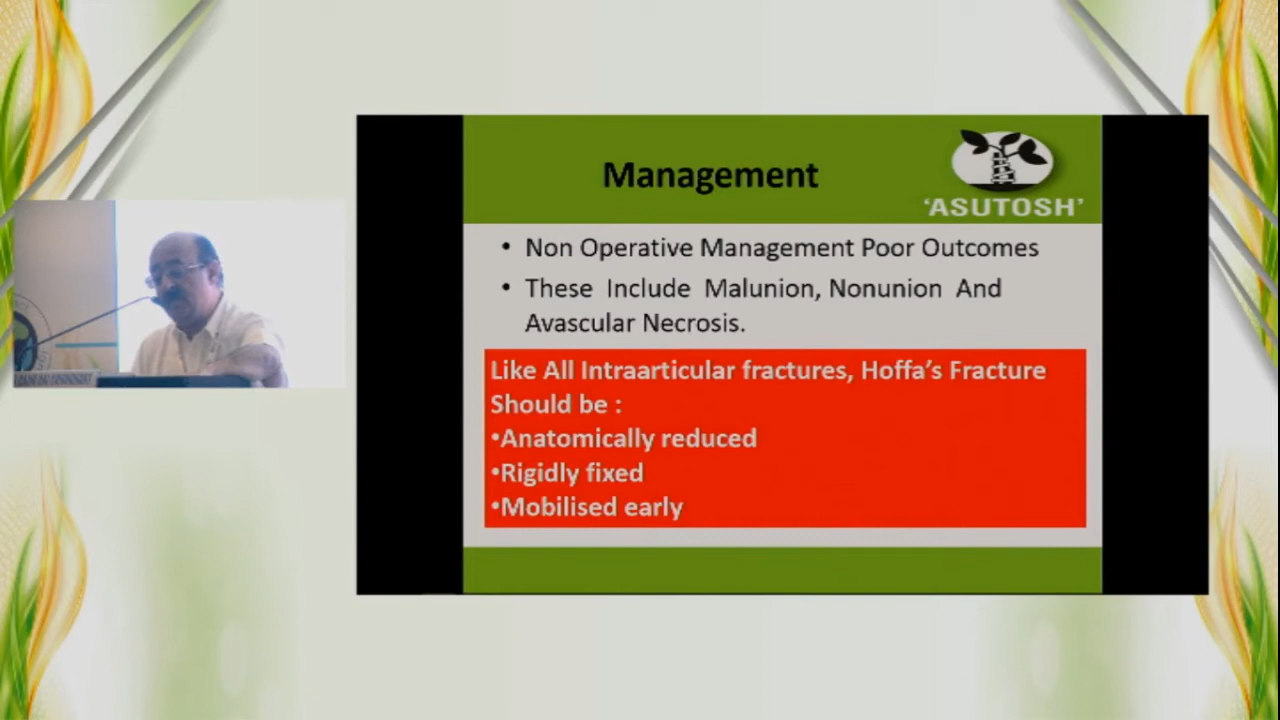 Management
‘ASUTOSH’
• Non Operative Management Poor Outcomes
• These Include Malunion, Nonunion And
Avascular Necrosis.
Like All Intraarticular fractures, Hoffa’s Fracture
Should be :
•Anatomically reduced
•Rigidly fixed
•Mobilised early